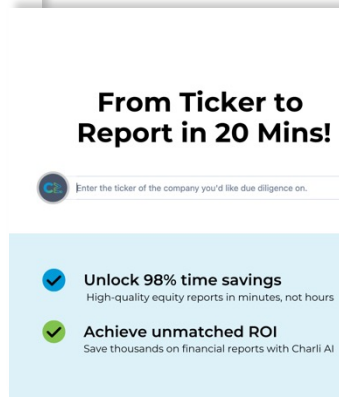 From Ticker to
Report in 20 Mins!
Enter the ticker of the company you'd like due diligence on.
Unlock 98% time savings
High-quality equity reports in minutes, not hours
Achieve unmatched ROI
Save thousands on financial reports with Charli AI